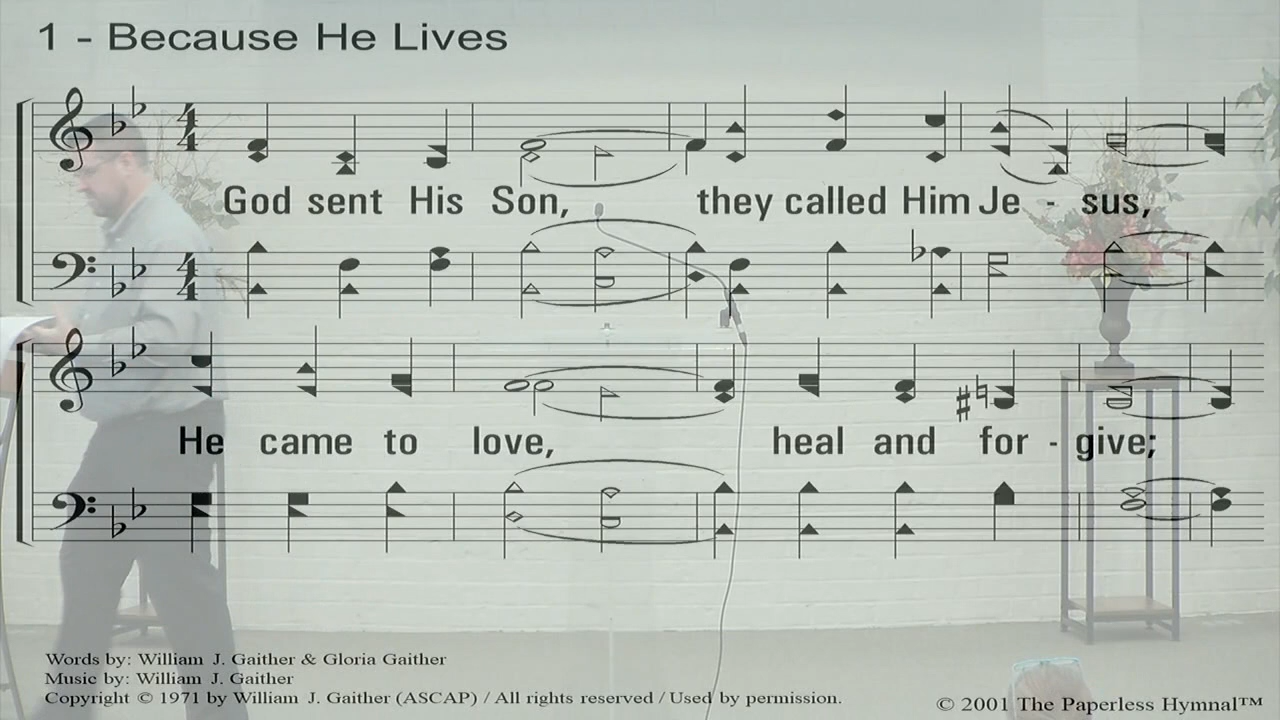 1 - Because He Lives
God sent His Son, they called Him Je - sus,
He came to love, heal and for - give;
Words by: William J. Gaither & Gloria Gaither
Music by: William J. Gaither
Copyright © 1971 by William J. Gaither (ASCAP) / All rights reserved / Used by permission.
© 2001 The Paperless Hymnal™